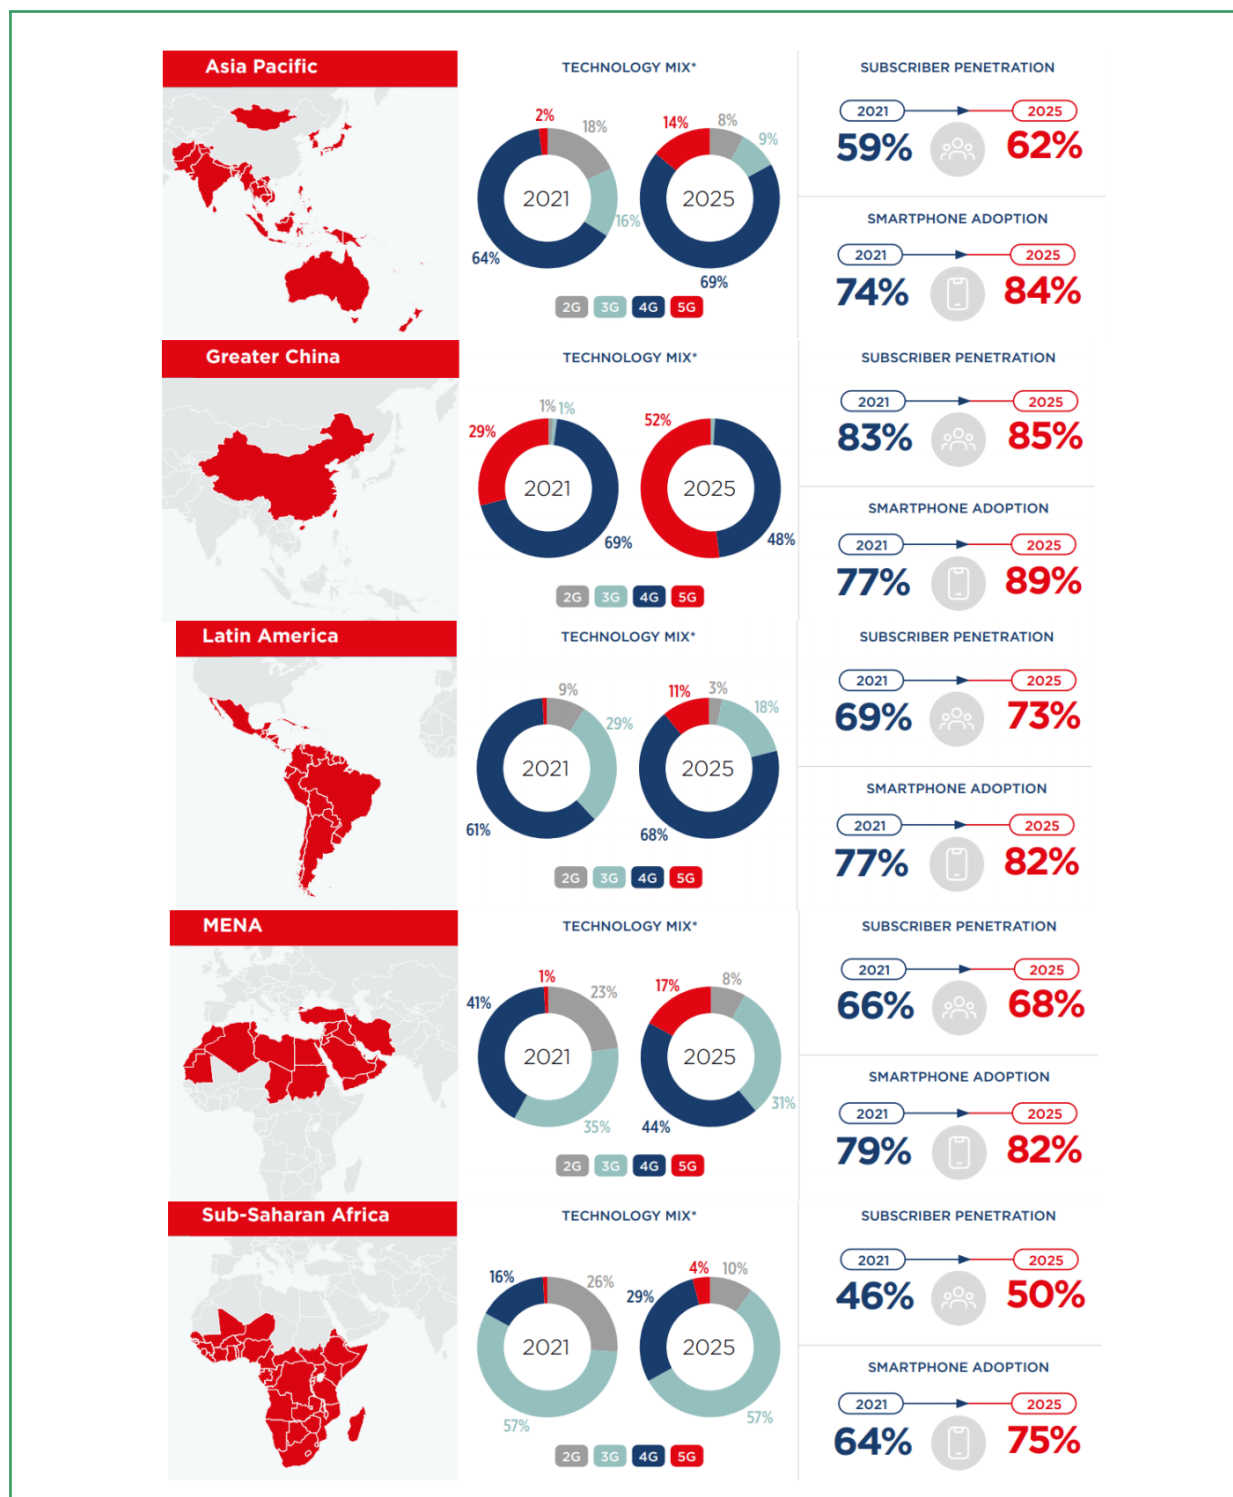 Asia Pacific
TECHNOLOGY MIX*
2%
18%
16%
64%
2021
14%
8%
9%
69%
2025
2G 3G 4G 5G
SUBSCRIBER PENETRATION
2021 2025
59% 62%
SMARTPHONE ADOPTION
2021 2025
74% 84%
Greater China
TECHNOLOGY MIX*
1%
1%
29%
69%
2021
52%
48%
2025
2G 3G 4G 5G
SUBSCRIBER PENETRATION
2021 2025
83% 85%
SMARTPHONE ADOPTION
2021 2025
77% 89%
Latin America
TECHNOLOGY MIX*
9%
29%
61%
2021
11%
3%
18%
68%
2025
2G 3G 4G 5G
SUBSCRIBER PENETRATION
2021 2025
69% 73%
SMARTPHONE ADOPTION
2021 2025
77% 82%
MENA
TECHNOLOGY MIX*
1%
23%
41%
35%
2021
17%
8%
31%
44%
2025
2G 3G 4G 5G
SUBSCRIBER PENETRATION
2021 2025
66% 68%
SMARTPHONE ADOPTION
2021 2025
79% 82%
Sub-Saharan Africa
TECHNOLOGY MIX*
16%
26%
57%
2021
4%
10%
29%
57%
2025
2G 3G 4G 5G
SUBSCRIBER PENETRATION
2021 2025
46% 50%
SMARTPHONE ADOPTION
2021 2025
64% 75%